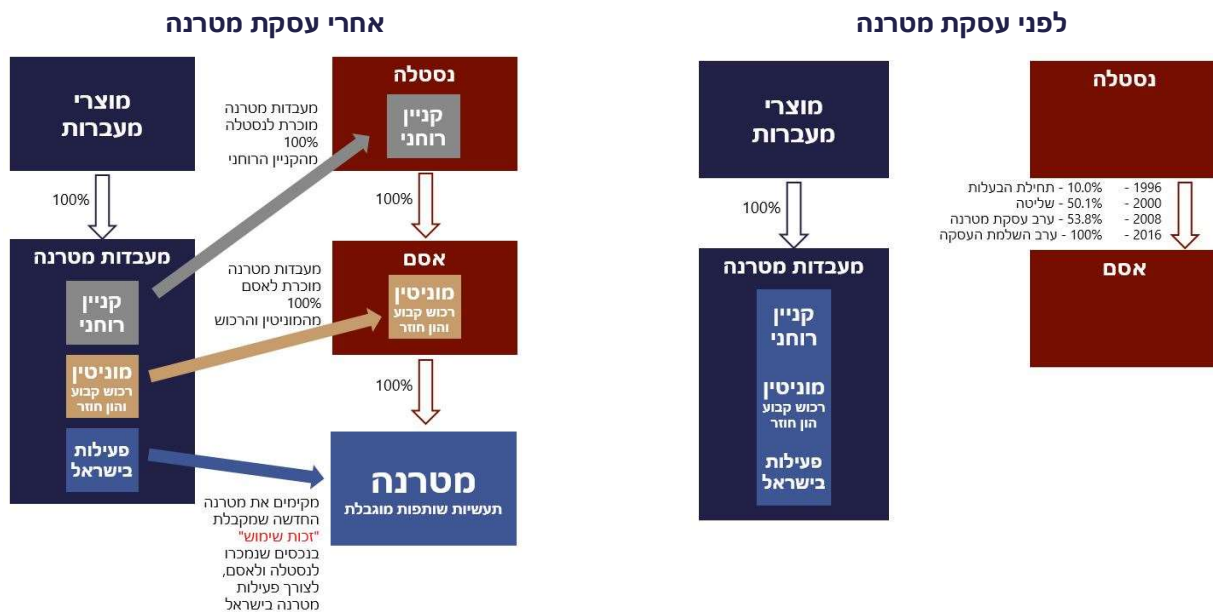 לפני עסקת מטרנה
מוצרי
מעברות
100%
מעבדות מטרנה
קניין
רוחני
מוניטין
רכוש קבוע
הון חוזר
פעילות
בישראל
נסטלה
1996 - 10.0% - תחילת הבעלות
2000 - 50.1% - שליטה
2008 - 53.8% - ערב עסקת מטרנה
2016 - 100% - ערב השלמת העסקה
אסם
אחרי עסקת מטרנה
מוצרי
מעברות
100%
מעבדות מטרנה
קניין
רוחני
מוניטין
רכוש קבוע
והון חוזר
פעילות
בישראל
מעבדות מטרנה
מוכרת לנסטלה
100%
מהקניין הרוחני
נסטלה
קניין
רוחני
100%
מעבדות מטרנה
מוכרת לאסם
100%
מהמוניטין והרכוש
אסם
מוניטין
רכוש קבוע
והון חוזר
100%
מטרנה
תעשיות שותפות מוגבלת
מקימים את מטרנה
החדשה שמקבלת
"זכות שימוש"
בנכסים שנמכרו
לנסטלה ולאסם,
לצורך פעילות
מטרנה בישראל